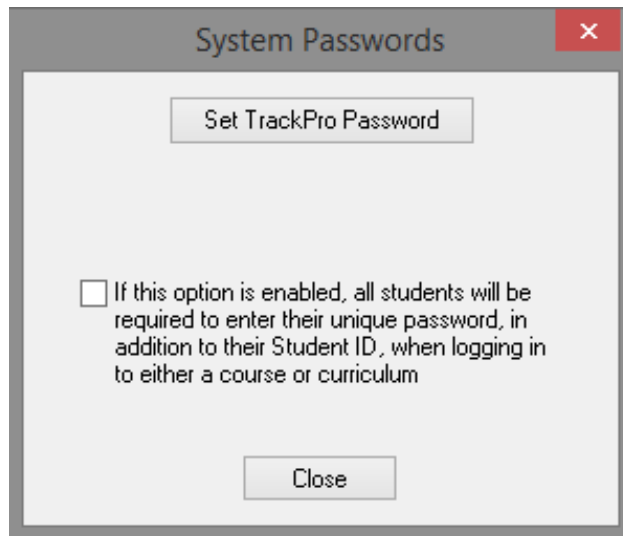 System Passwords
Set TrackPro Password
If this option is enabled, all students will be
required to enter their unique password, in
addition to their Student ID, when logging in
to either a course or curriculum
Close